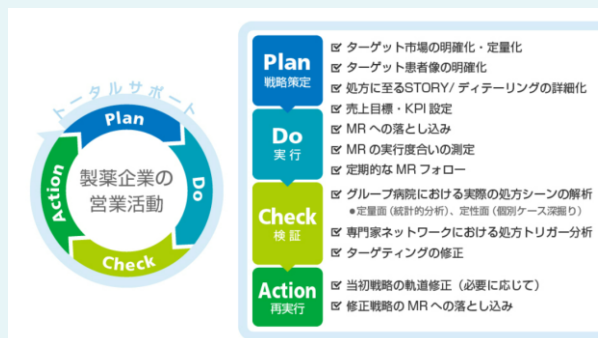 トータルサポート
Plan
Do
Check
Action
製薬企業の
営業活動
Plan
戦略策定
ターゲット市場の明確化・定量化
ターゲット患者像の明確化
処方に至るSTORY/ ディテーリングの詳細化
売上目標・KPI 設定
Do
実行
MR への落とし込み
MR の実行度合いの測定
定期的な MR フォロー
Check
検証
グループ病院における実際の処方シーンの解析
●定量面（統計的分析）、定性面（個別ケース深掘り）
専門家ネットワークにおける処方トリガー分析
ターゲティングの修正
Action
再実行
当初戦略の軌道修正（必要に応じて）
修正戦略の MR への落とし込み